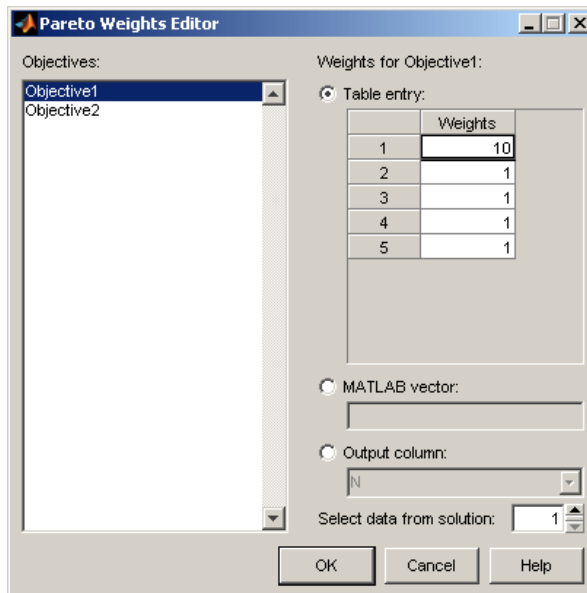 Pareto Weights Editor
Objectives:
Objective1
Objective2
Weights for Objective1:
Table entry:
Weights
1 10
2 1
3 1
4 1
5 1
MATLAB vector:
Output column:
N
Select data from solution: 1
OK Cancel Help